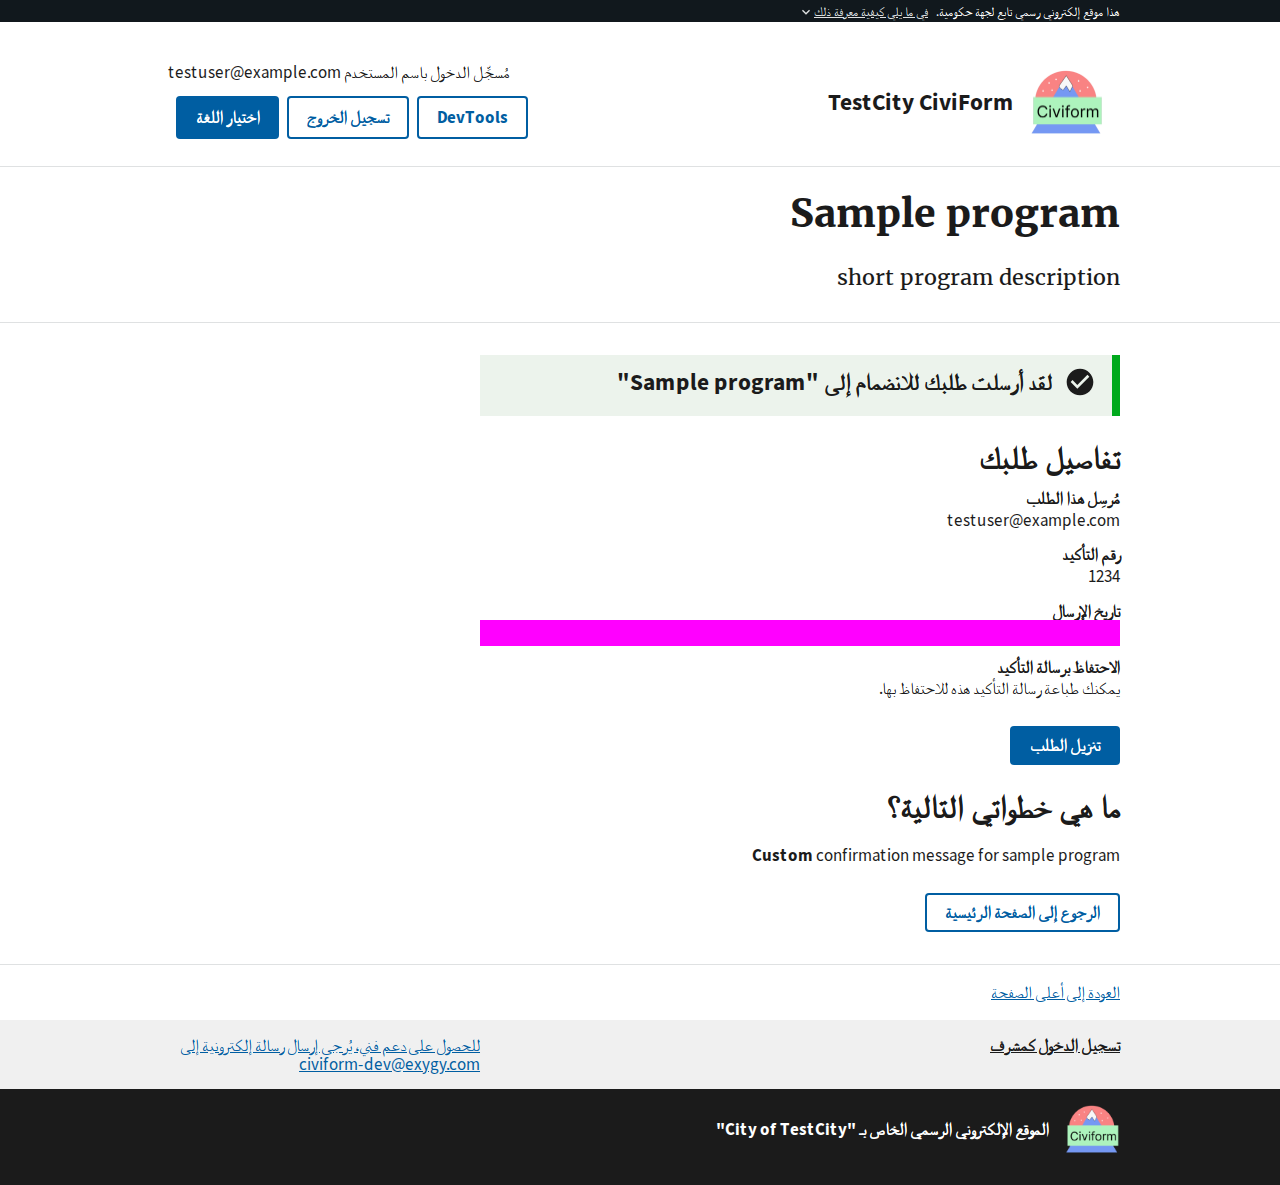 هذا موقع إلكتروني رسمي تابع لجهة حكومية. في ما يلي كيفية معرفة ذلك
Civiform
TestCity CiviForm
مُسجَّل الدخول باسم المستخدم testuser@example.com
DevTools
تسجيل الخروج
اختيار اللغة
Sample program
short program description
لقد أرسلت طلبك للانضمام إلى "Sample program"
تفاصيل طلبك
مُرسِل هذا الطلب
testuser@example.com
رقم التأكيد
1234
تاريخ الإرسال
الاحتفاظ برسالة التأكيد
يمكنك طباعة رسالة التأكيد هذه للاحتفاظ بها.
تنزيل الطلب
ما هي خطواتي التالية؟
Custom confirmation message for sample program
الرجوع إلى الصفحة الرئيسية
العودة إلى أعلى الصفحة
تسجيل الدخول كمشرف
للحصول على دعم فني، يُرجى إرسال رسالة إلكترونية إلى
civiform-dev@exygy.com
Civiform
الموقع الإلكتروني الرسمي الخاص بـ "City of TestCity"